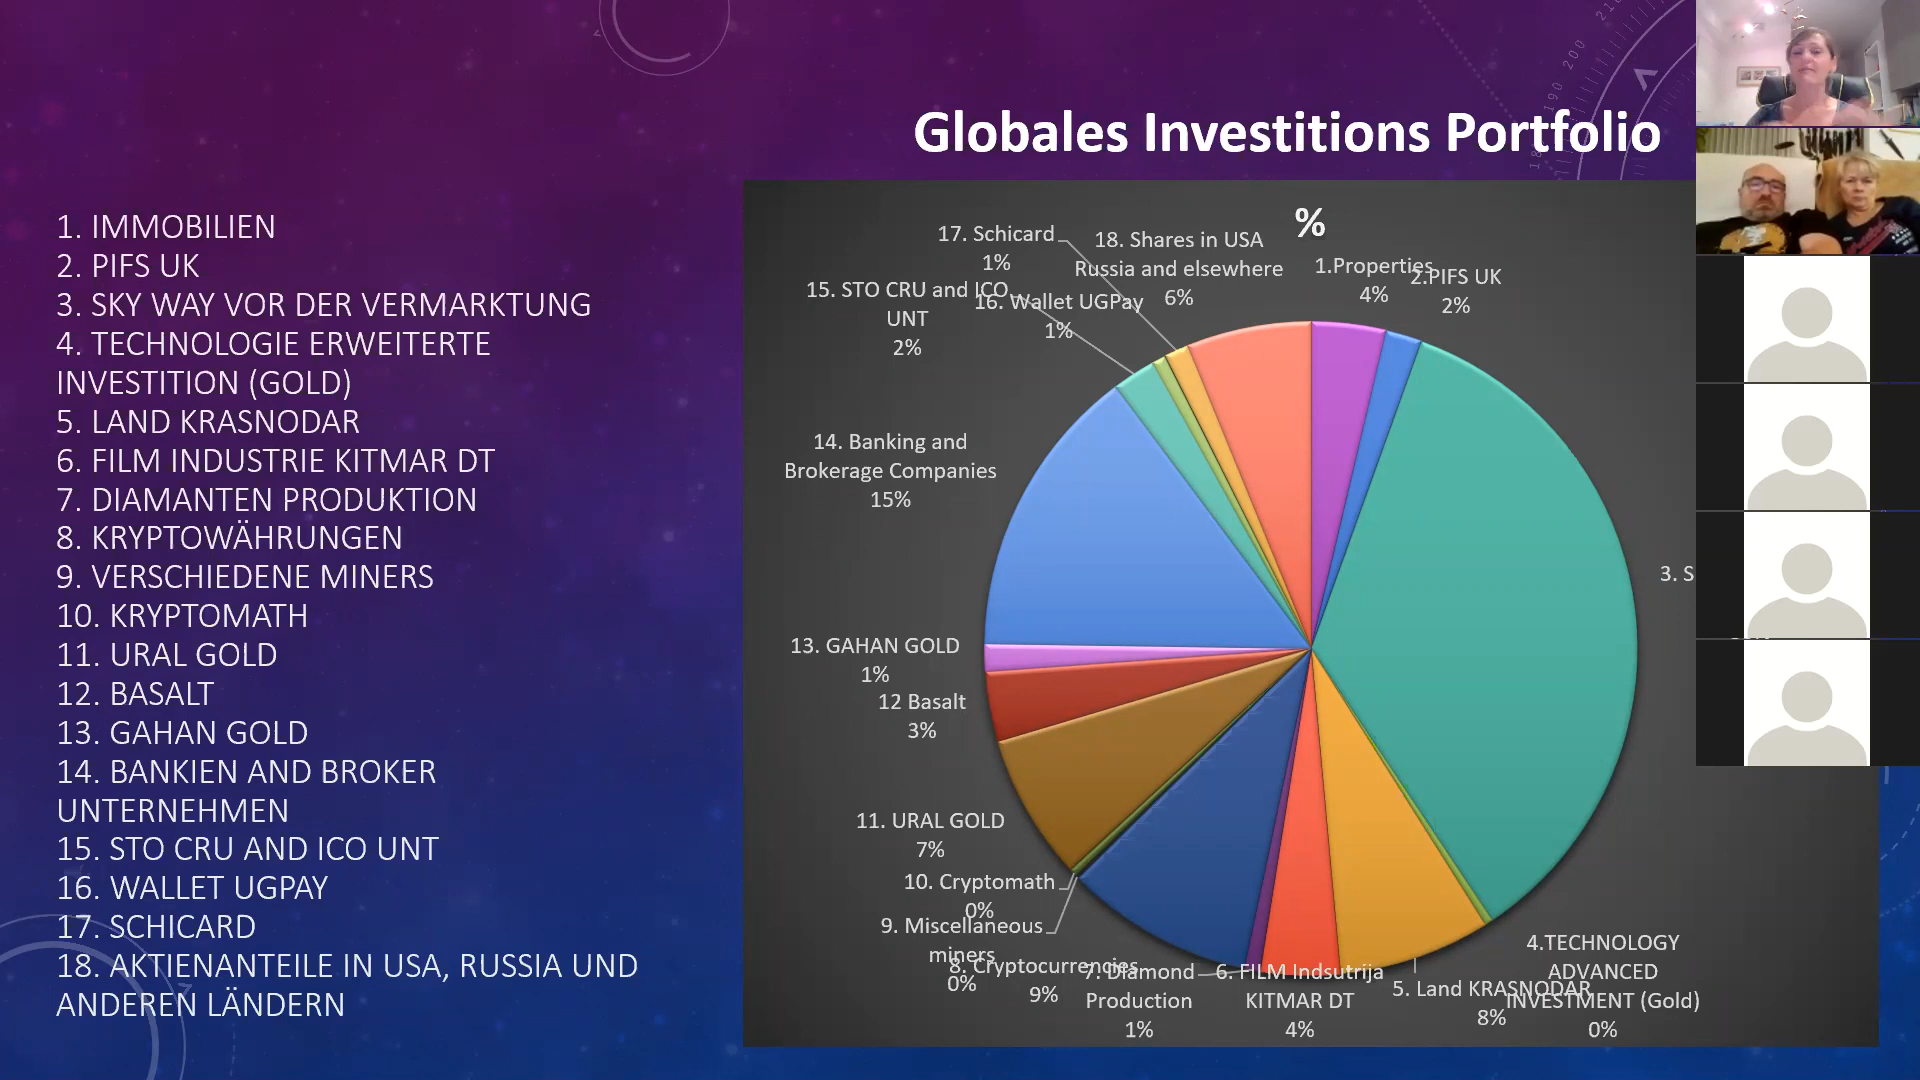 Globales Investitions Portfolio
1. IMMOBILIEN
2. PIFS UK
3. SKY WAY VOR DER VERMARKTUNG
4. TECHNOLOGIE ERWEITERTE
INVESTITION (GOLD)
5. LAND KRASNODAR
6. FILM INDUSTRIE KITMAR DT
7. DIAMANTEN PRODUKTION
8. KRYPTOWÄHRUNGEN
9. VERSCHIEDENE MINERS
10. KRYPTOMATH
11. URAL GOLD
12. BASALT
13. GAHAN GOLD
14. BANKIEN AND BROKER
UNTERNEHMEN
15. STO CRU AND ICO UNT
16. WALLET UGPAY
17. SCHICARD
18. AKTIENANTEILE IN USA, RUSSIA UND
ANDEREN LÄNDERN
%
1.Properties
4%
2.PIFS UK
2%
3. S
4.TECHNOLOGY
ADVANCED
INVESTMENT (Gold)
0%
5. Land KRASNODAR
8%
6. FILM Indsutrija
KITMAR DT
4%
7. Diamond
Production
1%
8. Cryptocurrencies
9%
9. Miscellaneous
miners
0%
10. Cryptomath
0%
11. URAL GOLD
7%
12 Basalt
3%
13. GAHAN GOLD
1%
14. Banking and
Brokerage Companies
15%
15. STO CRU and ICO
UNT
2%
16. Wallet UGPay
1%
17. Schicard
1%
18. Shares in USA
Russia and elsewhere
6%
190
200